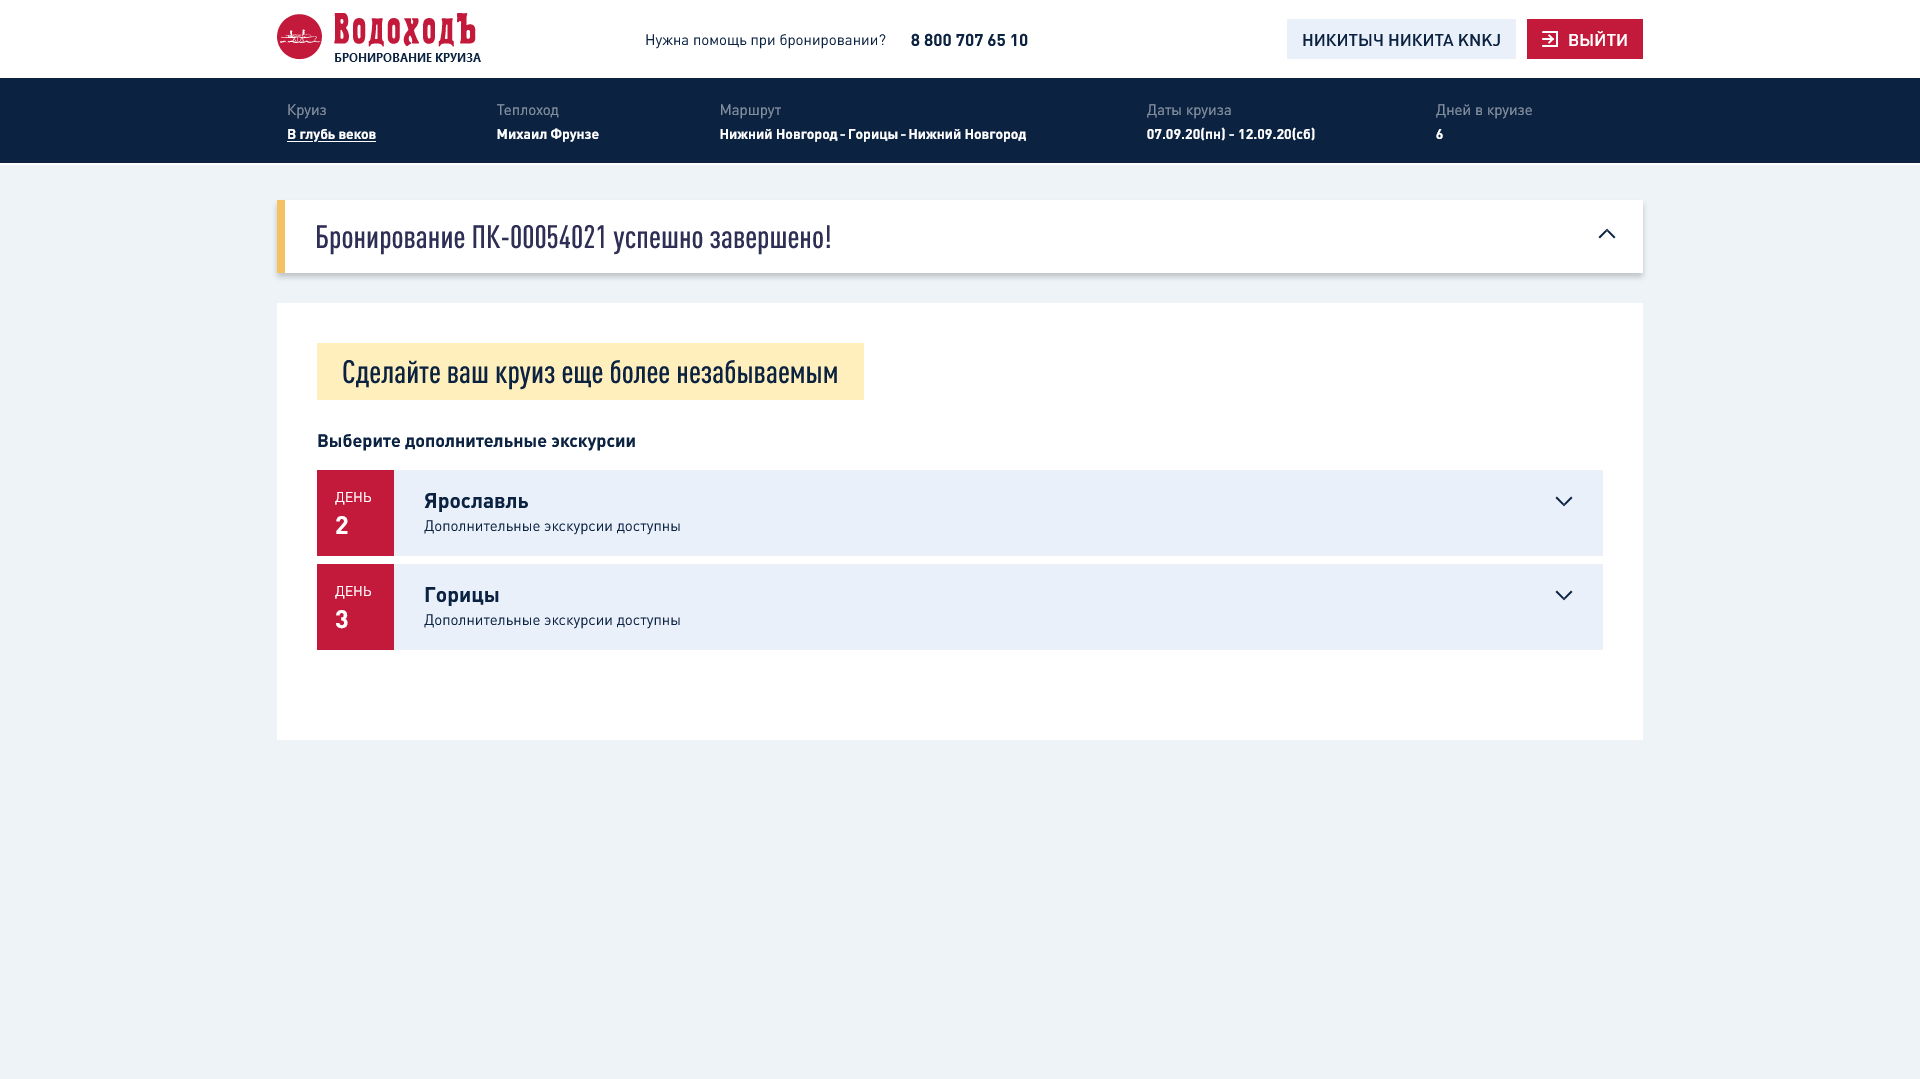 ВодоходЪ
БРОНИРОВАНИЕ КРУИЗА
Нужна помощь при бронировании? 8 800 707 65 10
НИКИТЫЧ НИКИТА KNKJ
ВЫЙТИ
Круиз
В глубь веков
Теплоход
Михаил Фрунзе
Маршрут
Нижний Новгород - Горицы - Нижний Новгород
Даты круиза
07.09.20(пн) - 12.09.20(сб)
Дней в круизе
6
Бронирование ПК-00054021 успешно завершено!
Сделайте ваш круиз еще более незабываемым
Выберите дополнительные экскурсии
ДЕНЬ
2
Ярославль
Дополнительные экскурсии доступны
ДЕНЬ
3
Горицы
Дополнительные экскурсии доступны